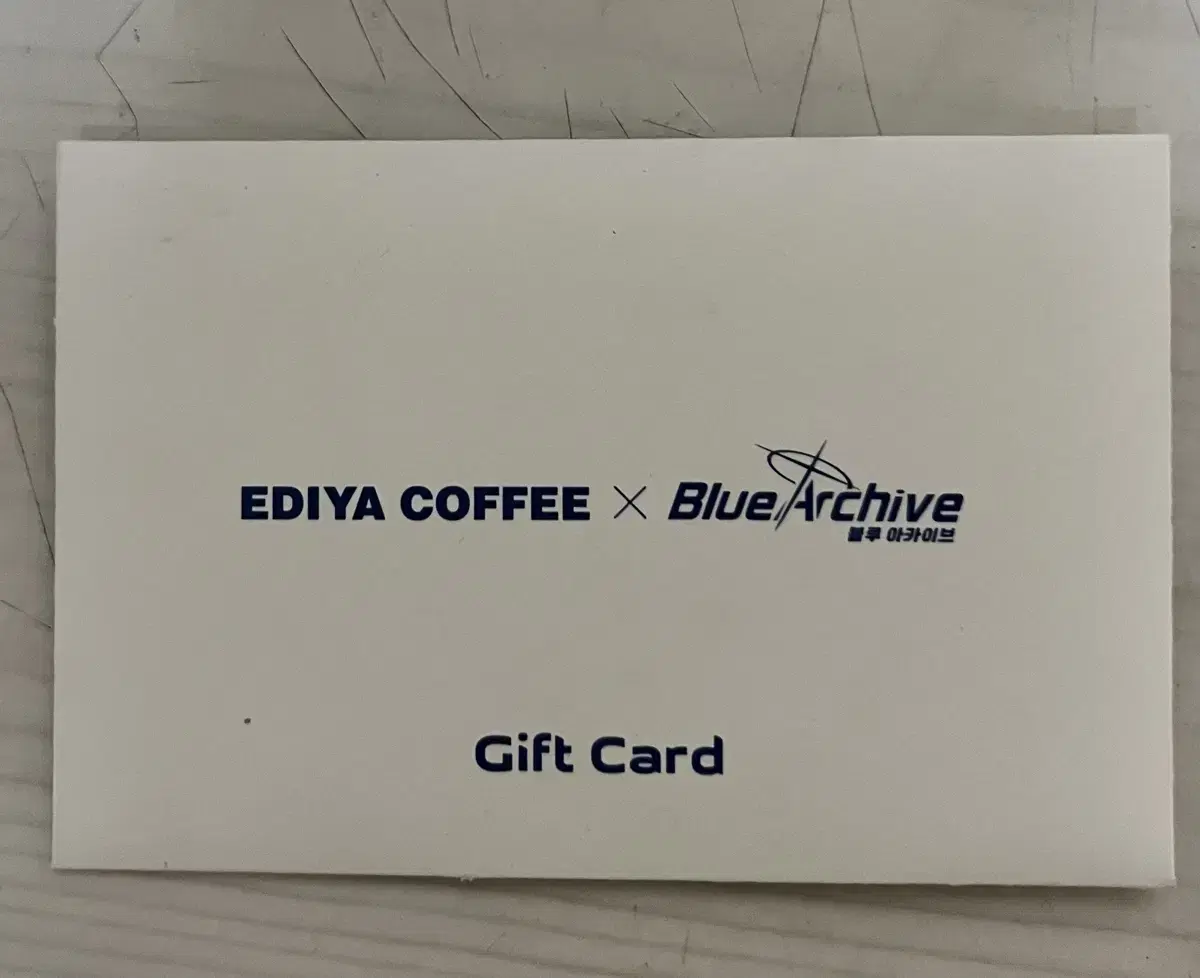 EDIYA COFFEE × Blue Archive
블루 아카이브
Gift Card